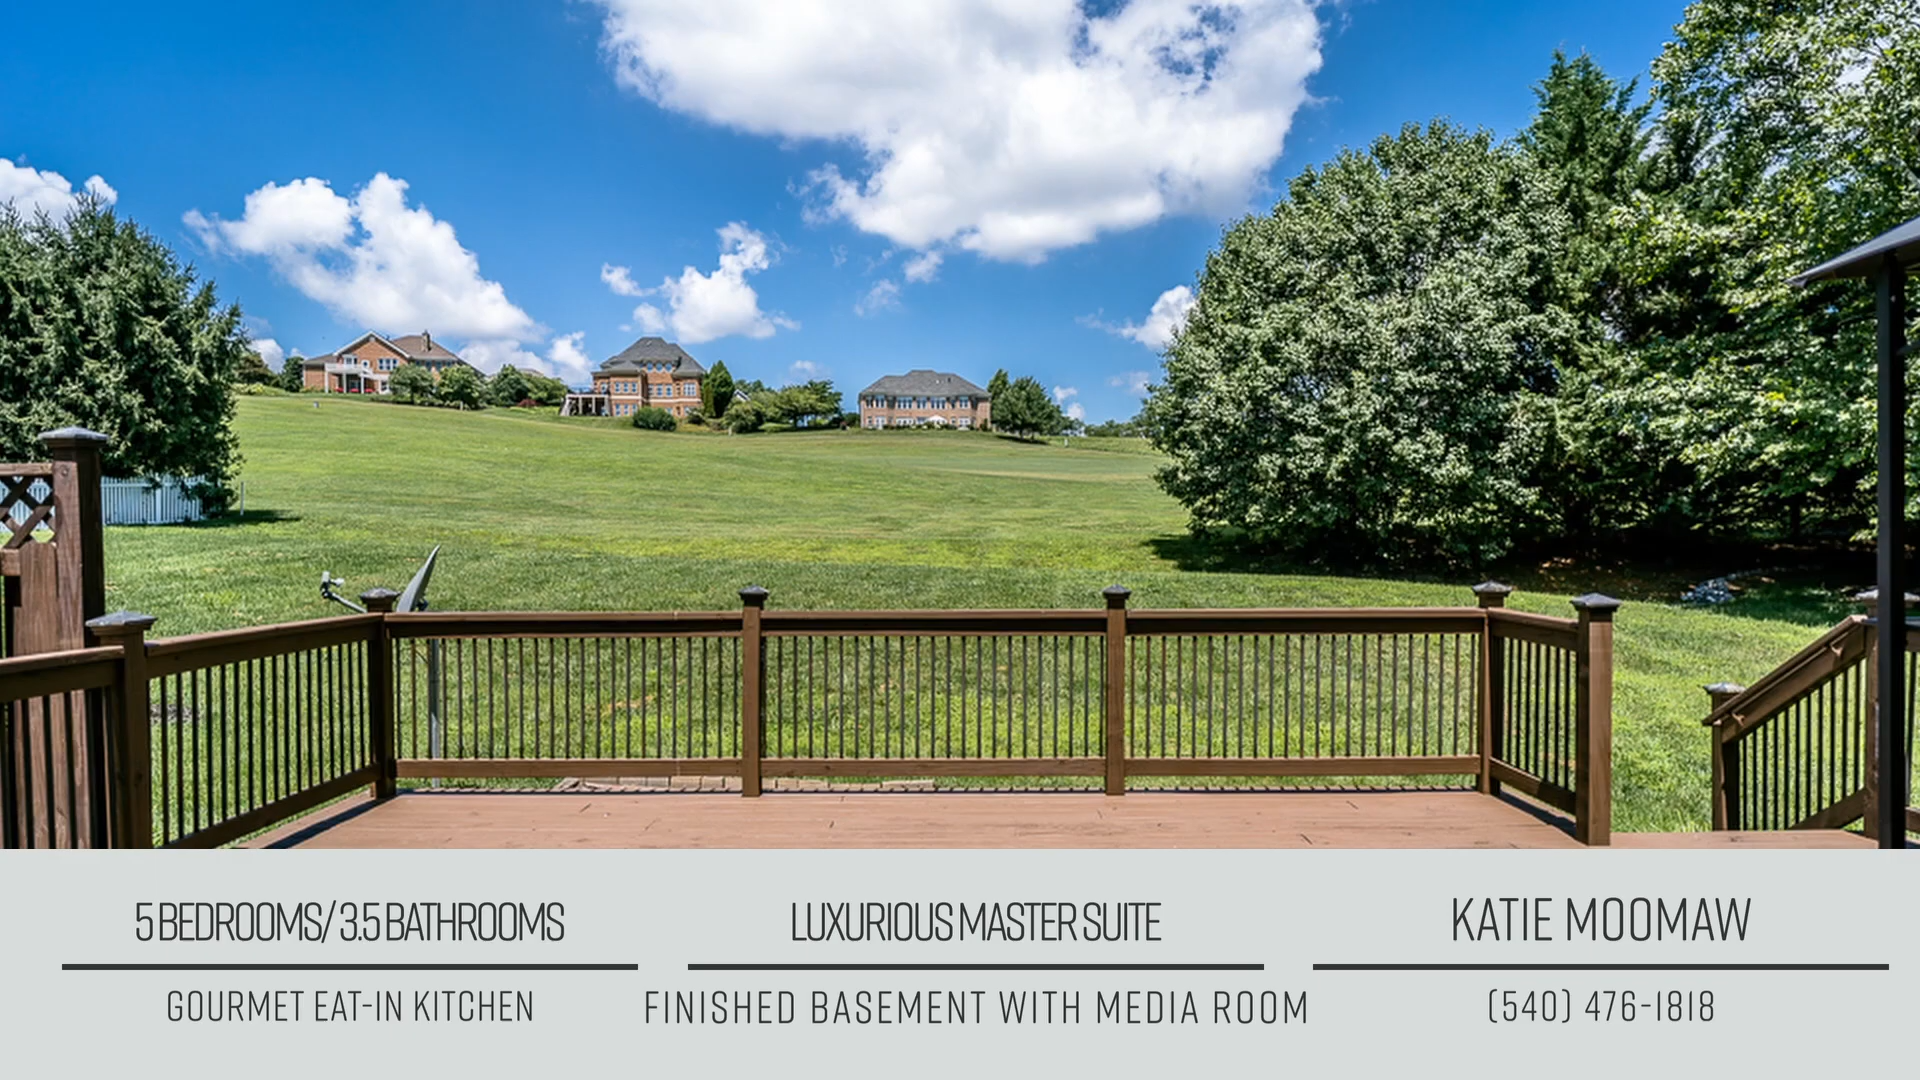 5 BEDROOMS/ 3.5 BATHROOMS
GOURMET EAT-IN KITCHEN
LUXURIOUS MASTER SUITE
FINISHED BASEMENT WITH MEDIA ROOM
KATIE MOOMAW
(540) 476-1818